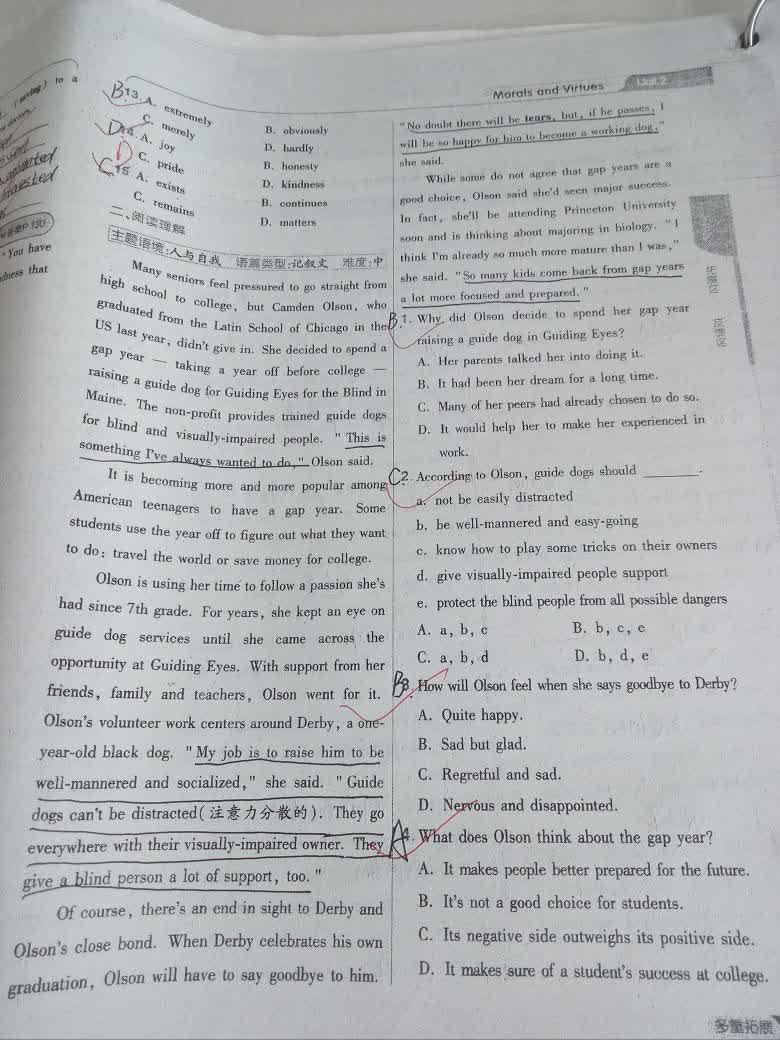 (saving) to a
You have
dness that
Morals and Virtues
Unit 2
B13. A. extremely
B. obviously
C. merely
D. hardly
D14. A. joy
B. honesty
C. pride
D. kindness
C15. A. exists
B. continues
C. remains
D. matters
二、阅读理解
主题语境:人与自我 语篇类型:记叙文 难度:中
Many seniors feel pressured to go straight from
high school to college, but Camden Olson, who
graduated from the Latin School of Chicago in the
US last year, didn't give in. She decided to spend a
gap year — taking a year off before college —
raising a guide dog for Guiding Eyes for the Blind in
Maine. The non-profit provides trained guide dogs
for blind and visually-impaired people. "This is
something I've always wanted to do," Olson said.
It is becoming more and more popular among
American teenagers to have a gap year. Some
students use the year off to figure out what they want
to do: travel the world or save money for college.
Olson is using her time to follow a passion she's
had since 7th grade. For years, she kept an eye on
guide dog services until she came across the
opportunity at Guiding Eyes. With support from her
friends, family and teachers, Olson went for it.
Olson's volunteer work centers around Derby, a one-
year-old black dog. "My job is to raise him to be
well-mannered and socialized," she said. "Guide
dogs can't be distracted(注意力分散的). They go
everywhere with their visually-impaired owner. They
give a blind person a lot of support, too."
Of course, there's an end in sight to Derby and
Olson's close bond. When Derby celebrates his own
graduation, Olson will have to say goodbye to him.
"No doubt there will be tears, but, if he passes, I
will be so happy for him to become a working dog,"
she said.
While some do not agree that gap years are a
good choice, Olson said she'd seen major success.
In fact, she'll be attending Princeton University
soon and is thinking about majoring in biology. "I
think I'm already so much more mature than I was,"
she said. "So many kids come back from gap years
a lot more focused and prepared."
B1. Why did Olson decide to spend her gap year
raising a guide dog in Guiding Eyes?
A. Her parents talked her into doing it.
B. It had been her dream for a long time.
C. Many of her peers had already chosen to do so.
D. It would help her to make her experienced in
work.
C2. According to Olson, guide dogs should ________.
a. not be easily distracted
b. be well-mannered and easy-going
c. know how to play some tricks on their owners
d. give visually-impaired people support
e. protect the blind people from all possible dangers
A. a, b, c
B. b, c, e
C. a, b, d
D. b, d, e
B3. How will Olson feel when she says goodbye to Derby?
A. Quite happy.
B. Sad but glad.
C. Regretful and sad.
D. Nervous and disappointed.
A4. What does Olson think about the gap year?
A. It makes people better prepared for the future.
B. It's not a good choice for students.
C. Its negative side outweighs its positive side.
D. It makes sure of a student's success at college.
多重拓展